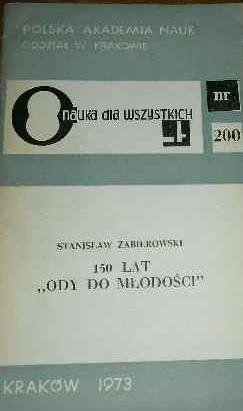 POLSKA AKADEMIA NAUK
ODDZIAŁ W KRAKOWIE
nauka dla wszystkich
nr
200
STANISŁAW ZABIEROWSKI
150 LAT
„ODY DO MŁODOŚCI”
KRAKÓW 1973